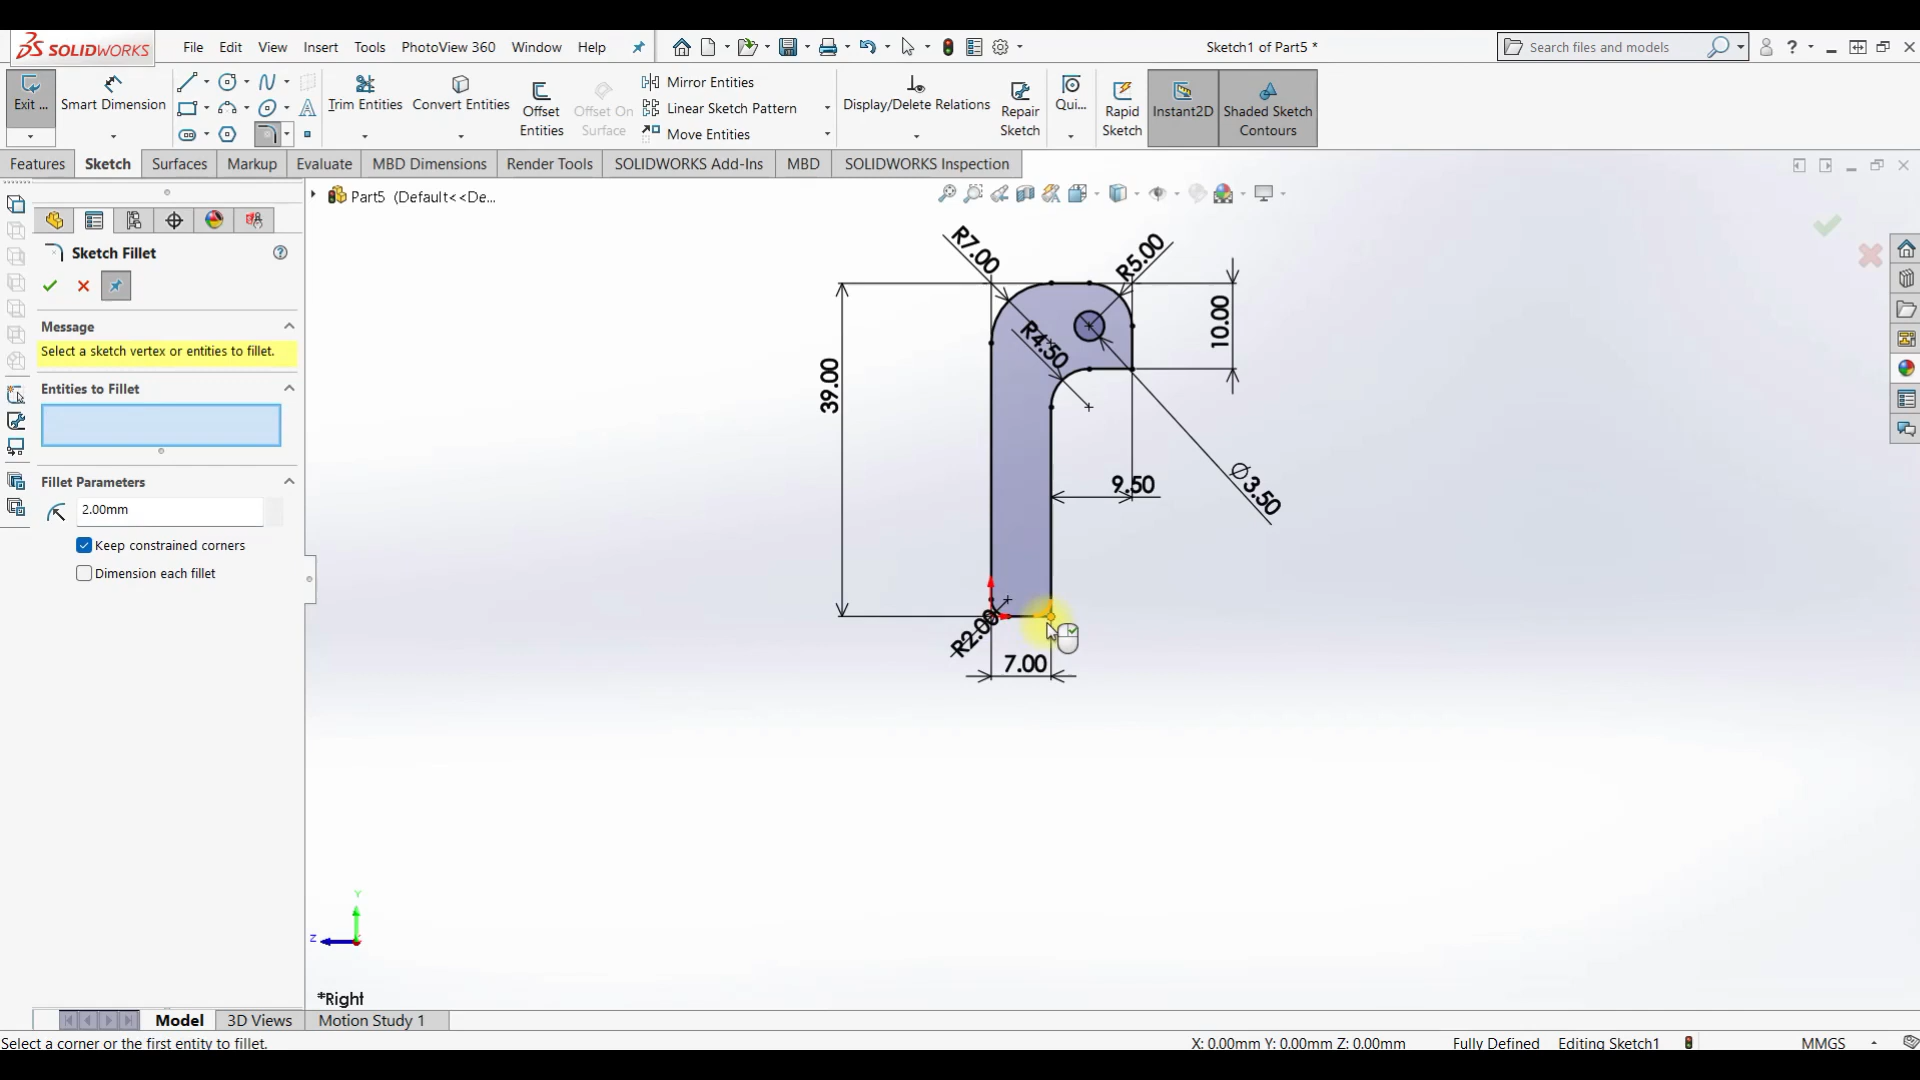 SOLIDWORKS File Edit View Insert Tools PhotoView 360 Window Help Sketch1 of Part5 * Search files and models
Exit ... Smart Dimension Trim Entities Convert Entities Offset Entities Offset On Surface Mirror Entities Linear Sketch Pattern Move Entities Display/Delete Relations Repair Sketch Qui... Rapid Sketch Instant2D Shaded Sketch Contours
Features Sketch Surfaces Markup Evaluate MBD Dimensions Render Tools SOLIDWORKS Add-Ins MBD SOLIDWORKS Inspection
Part5 (Default<<De...
Sketch Fillet
Message
Select a sketch vertex or entities to fillet.
Entities to Fillet
Fillet Parameters
2.00mm
Keep constrained corners
Dimension each fillet
R7.00
R5.00
10.00
R4.50
39.00
9.50
∅3.50
R2.00
7.00
Y
Z
*Right
Model 3D Views Motion Study 1
Select a corner or the first entity to fillet. X: 0.00mm Y: 0.00mm Z: 0.00mm Fully Defined Editing Sketch1 MMGS